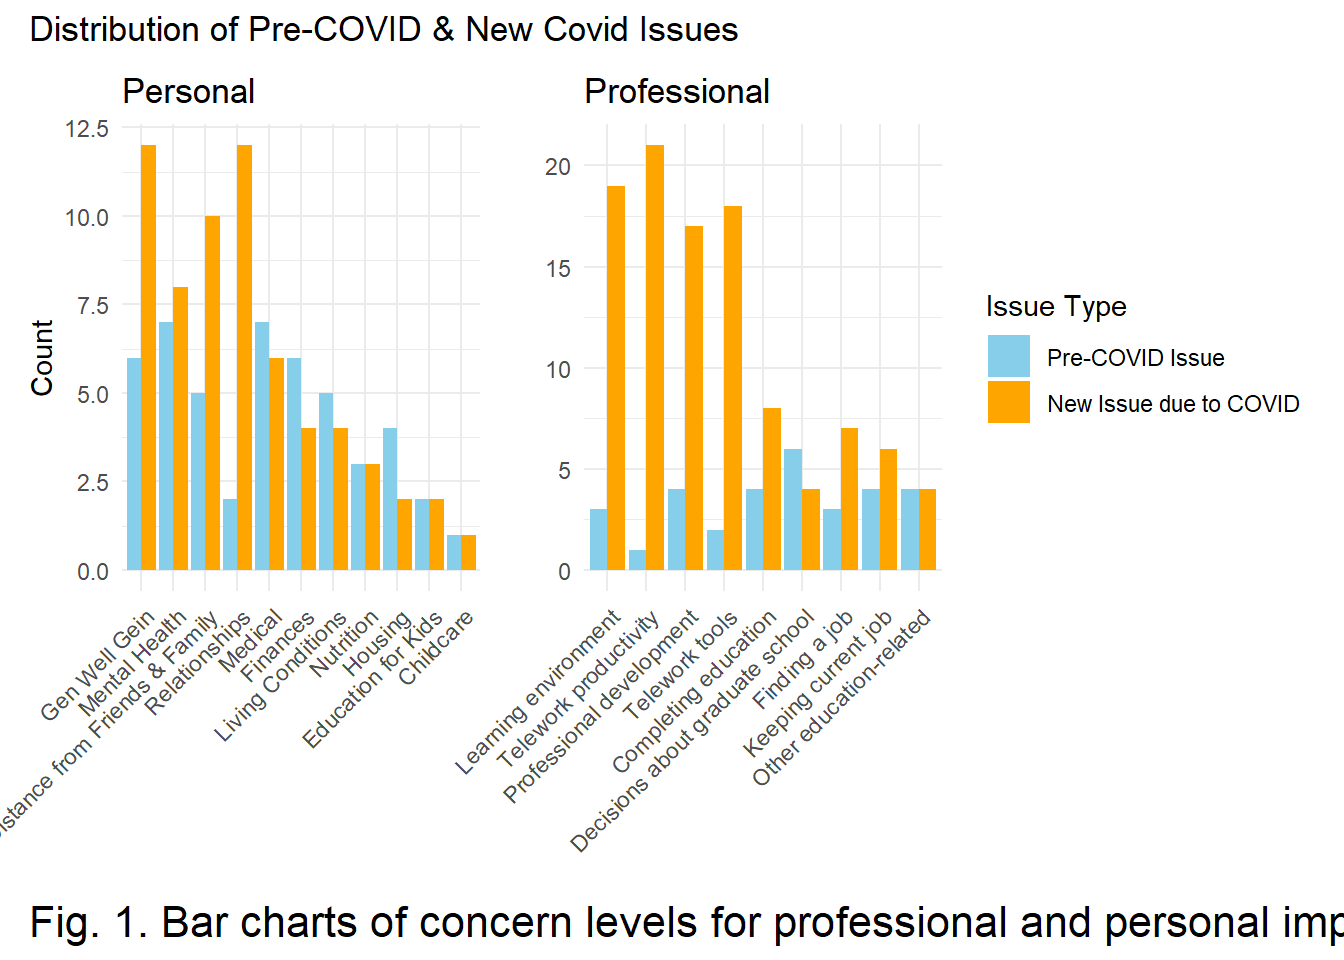 Distribution of Pre-COVID & New Covid Issues
Personal
Professional
12.5
10.0
7.5
5.0
2.5
0.0
Count
20
15
10
5
0
Gen Well Gein
Mental Health
from Friends & Family
Relationships
Medical
Finances
Living Conditions
Nutrition
Housing
Education for Kids
Childcare
Learning environment
Telework productivity
Professional development
Telework tools
Completing education
Decisions about graduate school
Finding a job
Keeping current job
Other education-related
Issue Type
Pre-COVID Issue
New Issue due to COVID
Fig. 1. Bar charts of concern levels for professional and personal